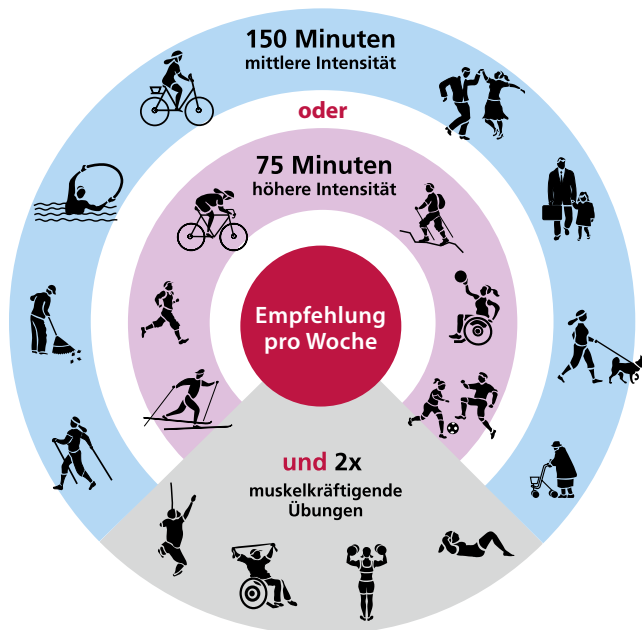 150 Minuten
mittlere Intensität
oder
75 Minuten
höhere Intensität
Empfehlung
pro Woche
und 2x
muskelkräftigende
Übungen